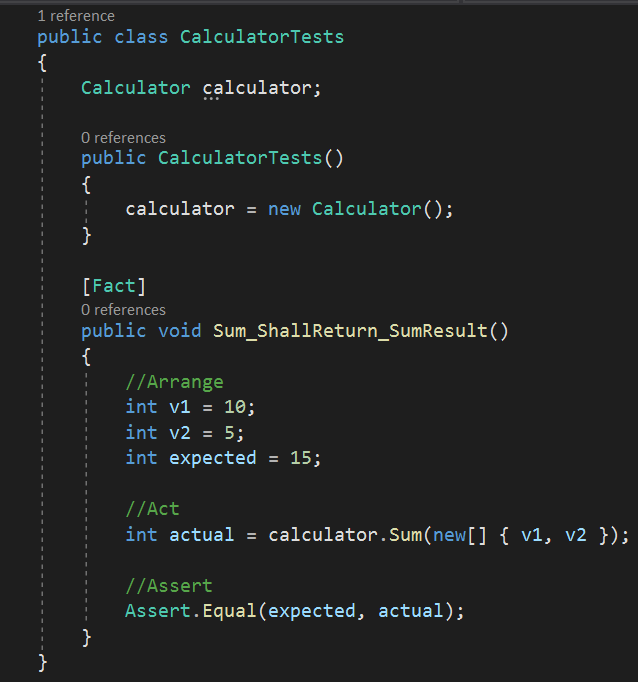 1 reference
public class CalculatorTests
{
Calculator calculator;
0 references
public CalculatorTests()
{
calculator = new Calculator();
}
[Fact]
0 references
public void Sum_ShallReturn_SumResult()
{
//Arrange
int v1 = 10;
int v2 = 5;
int expected = 15;
//Act
int actual = calculator.Sum(new[] { v1, v2 });
//Assert
Assert.Equal(expected, actual);
}
}